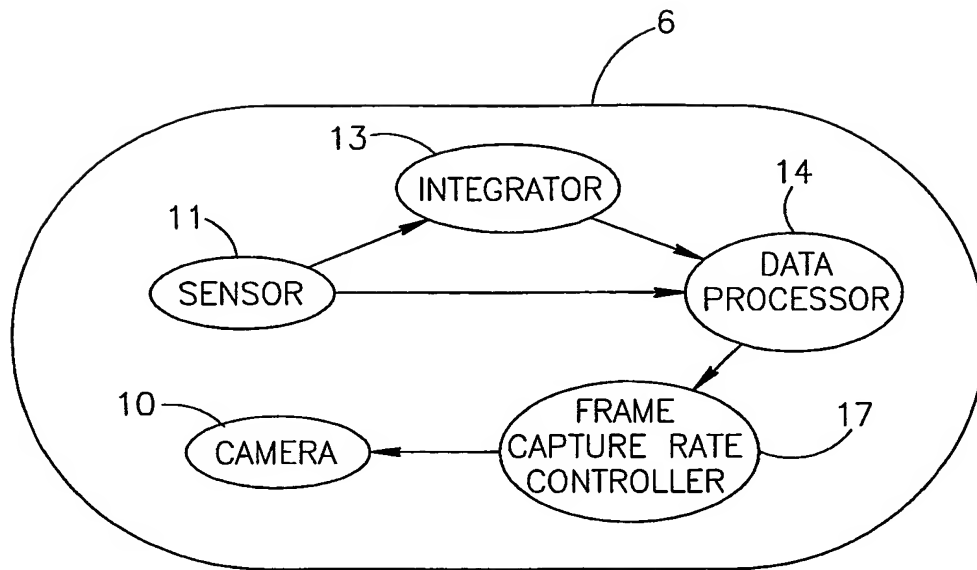 6
13
INTEGRATOR
14
11
DATA
PROCESSOR
SENSOR
10
FRAME
CAPTURE RATE
CONTROLLER
17
CAMERA